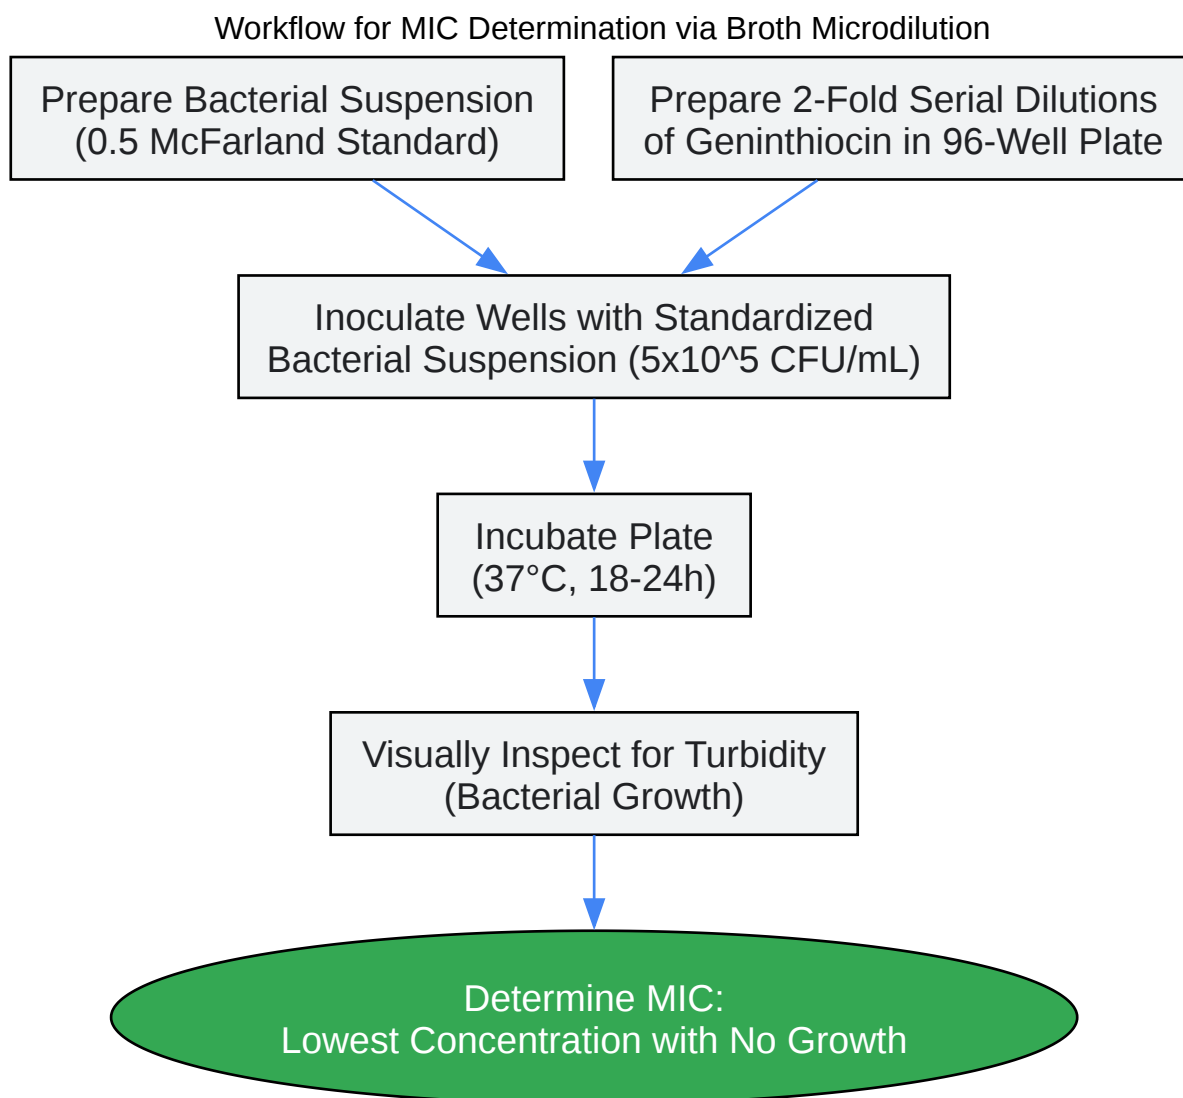 Workflow for MIC Determination via Broth Microdilution
Prepare Bacterial Suspension
(0.5 McFarland Standard)
Prepare 2-Fold Serial Dilutions
of Geninthiocin in 96-Well Plate
Inoculate Wells with Standardized
Bacterial Suspension (5x10^5 CFU/mL)
Incubate Plate
(37°C, 18-24h)
Visually Inspect for Turbidity
(Bacterial Growth)
Determine MIC:
Lowest Concentration with No Growth